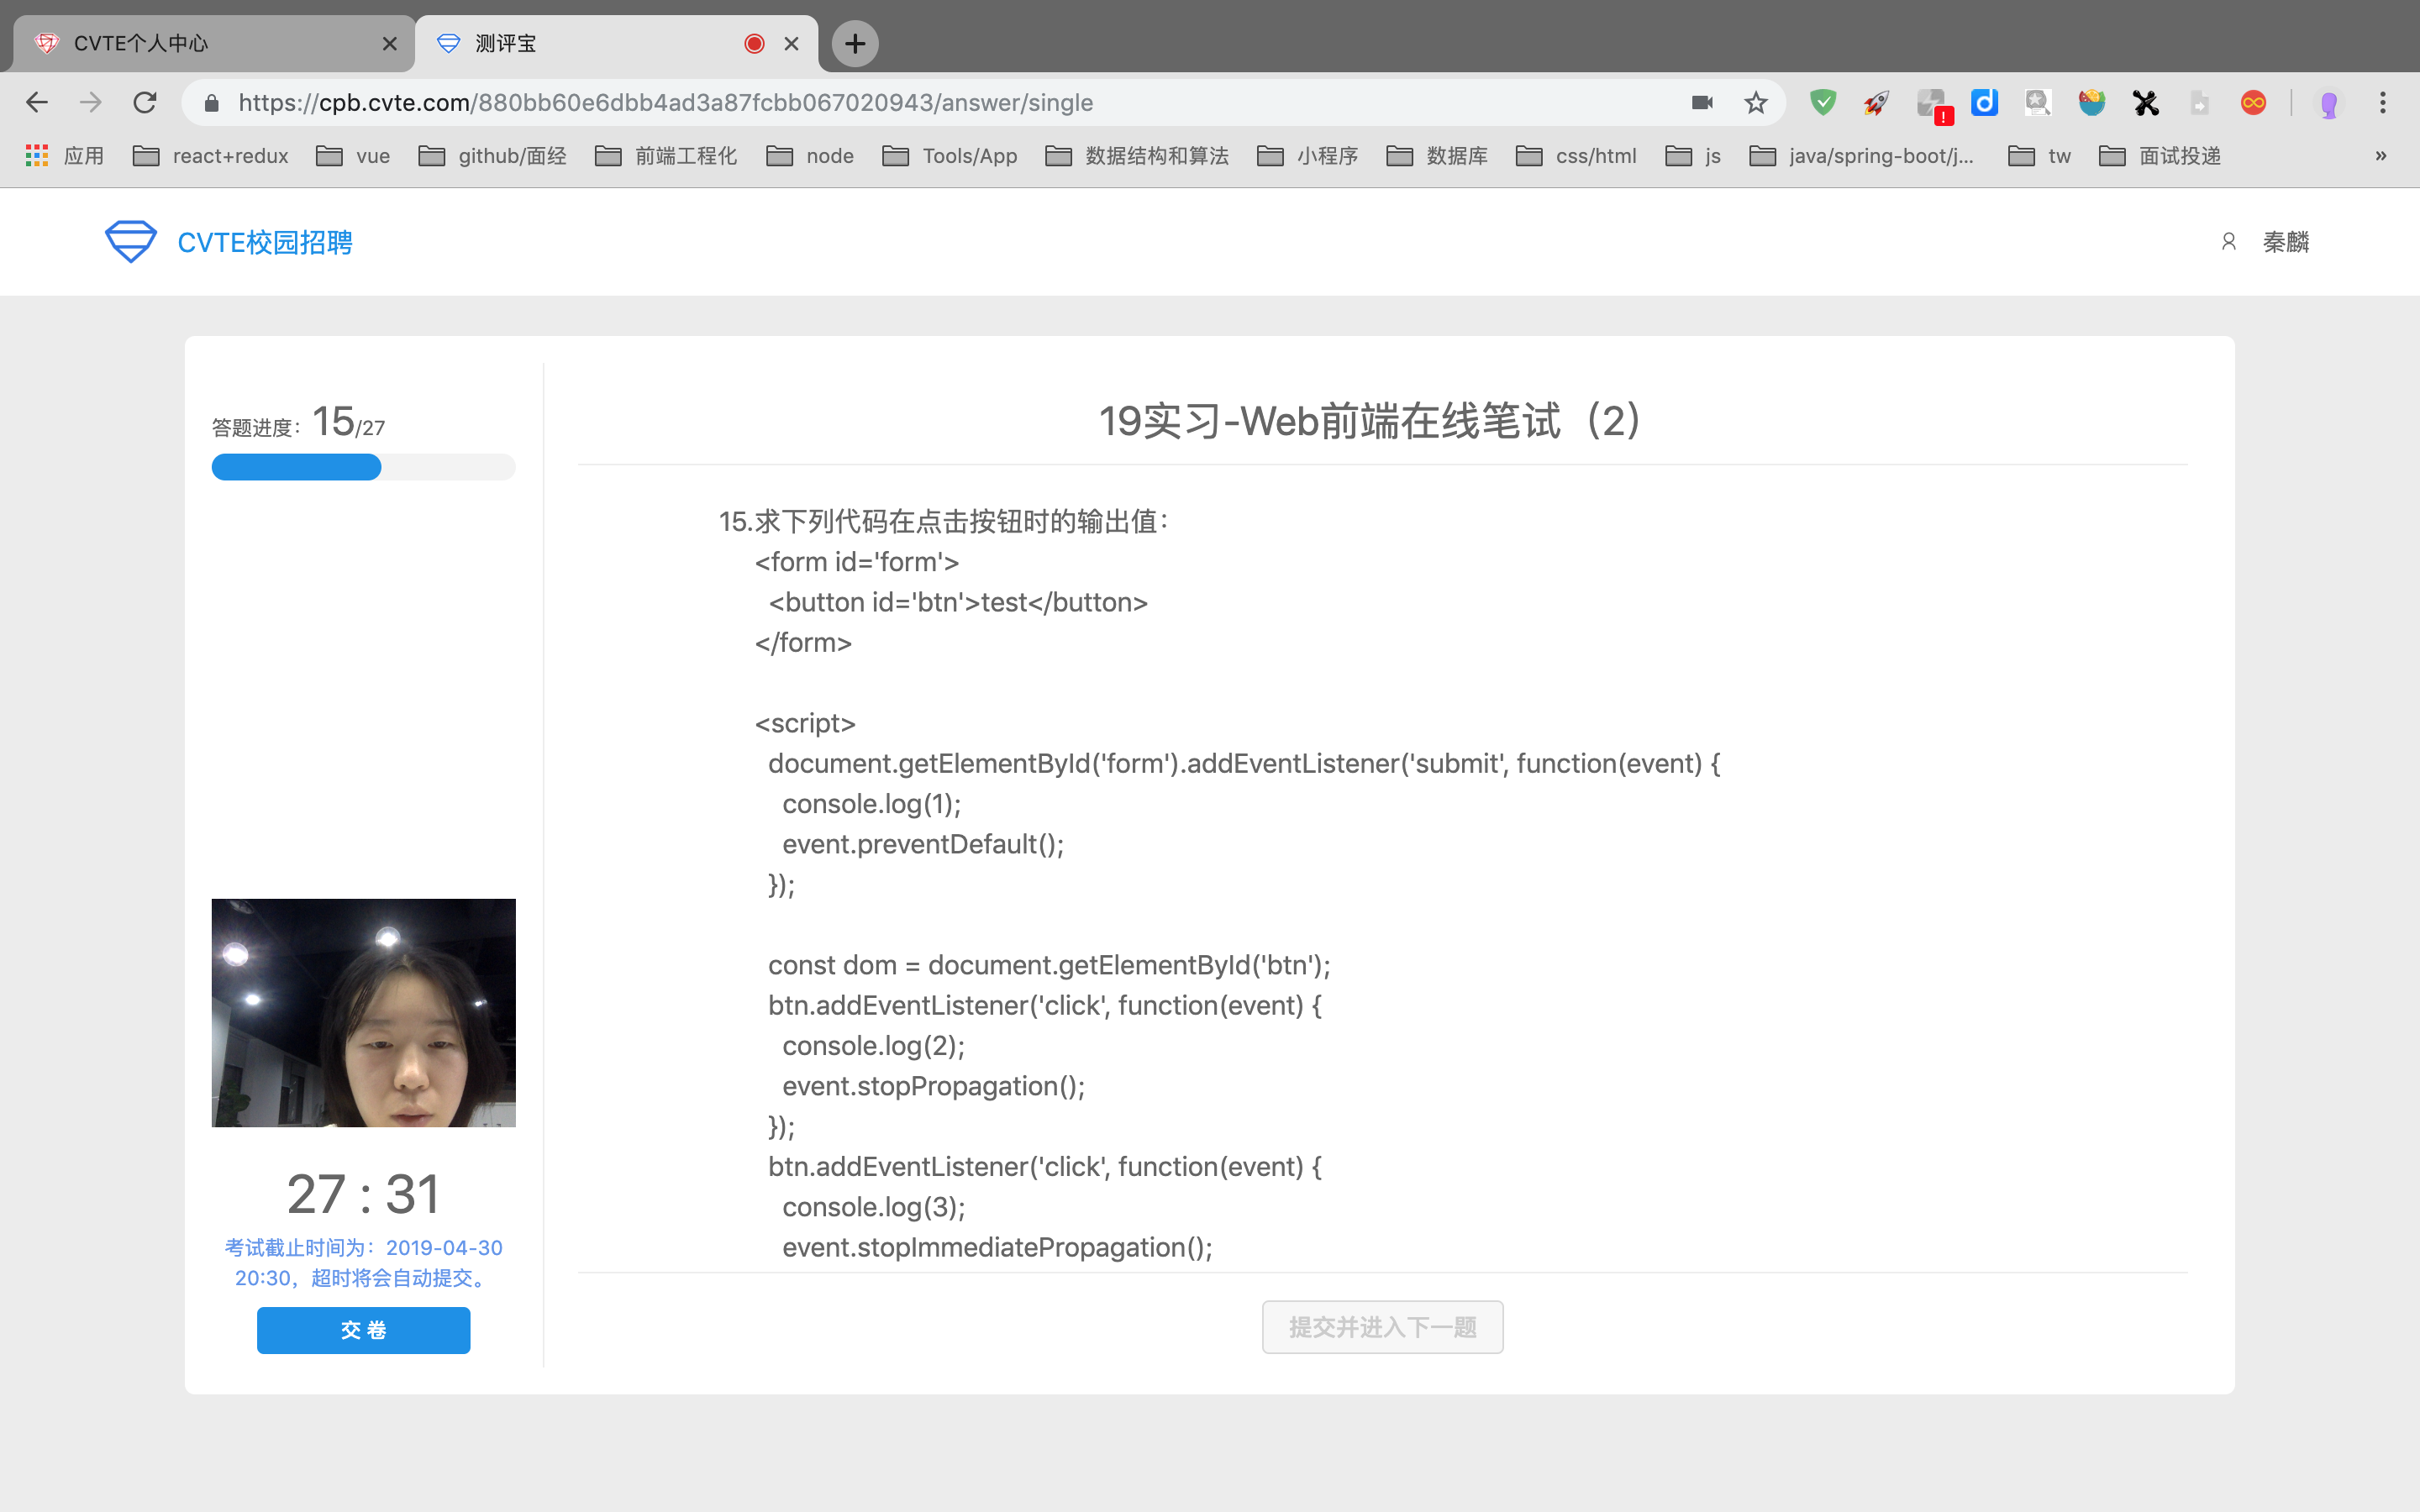 CVTE个人中心
测评宝
https://cpb.cvte.com/880bb60e6dbb4ad3a87fcbb067020943/answer/single
应用 react+redux vue github/面经 前端工程化 node Tools/App 数据结构和算法 小程序 数据库 css/html js java/spring-boot/j... tw 面试投递 »
CVTE校园招聘
秦麟
答题进度：15/27
19实习-Web前端在线笔试（2）
15.求下列代码在点击按钮时的输出值：
<form id='form'>
<button id='btn'>test</button>
</form>
<script>
document.getElementById('form').addEventListener('submit', function(event) {
console.log(1);
event.preventDefault();
});
const dom = document.getElementById('btn');
btn.addEventListener('click', function(event) {
console.log(2);
event.stopPropagation();
});
btn.addEventListener('click', function(event) {
console.log(3);
event.stopImmediatePropagation();
27 : 31
考试截止时间为：2019-04-30
20:30，超时将会自动提交。
交 卷
提交并进入下一题